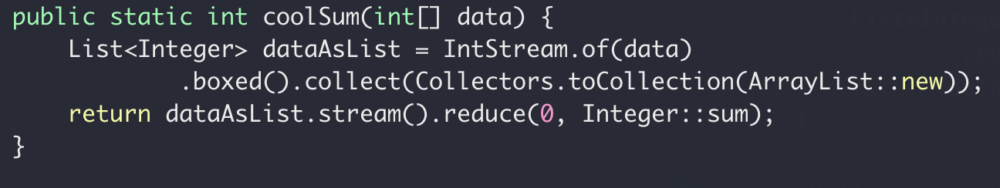 public static int coolSum(int[] data) {
    List<Integer> dataAsList = IntStream.of(data)
            .boxed().collect(Collectors.toCollection(ArrayList::new));
    return dataAsList.stream().reduce(0, Integer::sum);
}